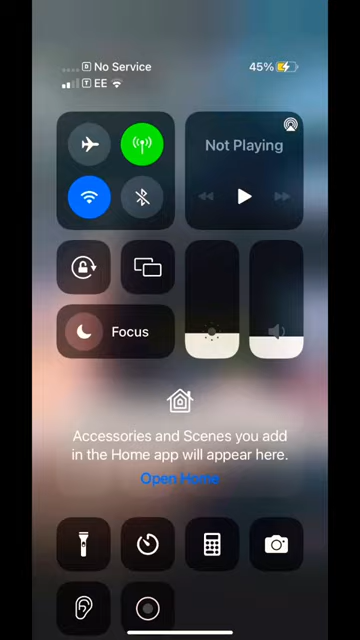 D No Service
45%
T EE
Not Playing
Focus
Accessories and Scenes you add
in the Home app will appear here.
Open Home